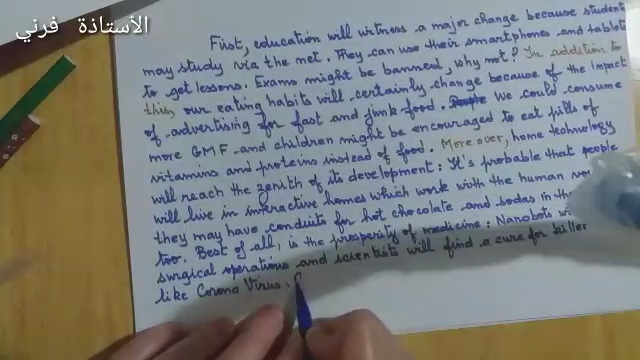 الأستاذة فرني
First, education will witness a major change because student
may study via the net. They can use their smartphones and tablets
to get lessons. Exams might be banned, why not? In addition to
this, our eating habits will certainly change because of the impact
of advertising for fast and junk food. We could consume
more GMF and children might be encouraged to eat pills of
vitamins and proteins instead of food. More over, home technology
will reach the zenith of its development: It's probable that people
will live in interactive homes which work with the human
they may have conduits for hot chocolate and sodas in the
too. Best of all, is the prosperity of medicine: Nanobots
surgical operations and scientists will find a cure for killer
like Corona Virus.